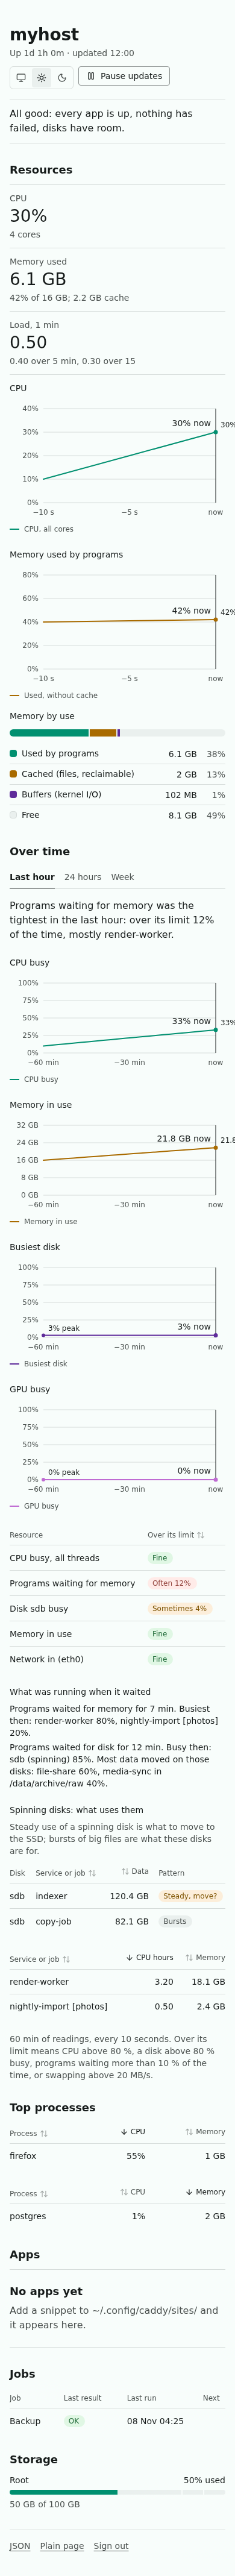 myhost
Up 1d 1h 0m · updated 12:00
Pause updates
All good: every app is up, nothing has
failed, disks have room.
Resources
CPU
30%
4 cores
Memory used
6.1 GB
42% of 16 GB; 2.2 GB cache
Load, 1 min
0.50
0.40 over 5 min, 0.30 over 15
CPU
40%
30% now
30%
30%
20%
10%
0%
−10 s −5 s now
CPU, all cores
Memory used by programs
80%
60%
42% now
42%
40%
20%
0%
−10 s −5 s now
Used, without cache
Memory by use
Used by programs 6.1 GB 38%
Cached (files, reclaimable) 2 GB 13%
Buffers (kernel I/O) 102 MB 1%
Free 8.1 GB 49%
Over time
Last hour 24 hours Week
Programs waiting for memory was the
tightest in the last hour: over its limit 12%
of the time, mostly render-worker.
CPU busy
100%
75%
50%
33% now
33%
25%
0%
−60 min −30 min now
CPU busy
Memory in use
32 GB
24 GB
21.8 GB now
21.8
16 GB
8 GB
0 GB
−60 min −30 min now
Memory in use
Busiest disk
100%
75%
50%
25%
3% peak 3% now
0%
−60 min −30 min now
Busiest disk
GPU busy
100%
75%
50%
25%
0% peak 0% now
0%
−60 min −30 min now
GPU busy
Resource Over its limit
CPU busy, all threads Fine
Programs waiting for memory Often 12%
Disk sdb busy Sometimes 4%
Memory in use Fine
Network in (eth0) Fine
What was running when it waited
Programs waited for memory for 7 min. Busiest
then: render-worker 80%, nightly-import [photos]
20%.
Programs waited for disk for 12 min. Busy then:
sdb (spinning) 85%. Most data moved on those
disks: file-share 60%, media-sync in
/data/archive/raw 40%.
Spinning disks: what uses them
Steady use of a spinning disk is what to move to
the SSD; bursts of big files are what these disks
are for.
Disk Service or job Data Pattern
sdb indexer 120.4 GB Steady, move?
sdb copy-job 82.1 GB Bursts
Service or job CPU hours Memory
render-worker 3.20 18.1 GB
nightly-import [photos] 0.50 2.4 GB
60 min of readings, every 10 seconds. Over its
limit means CPU above 80 %, a disk above 80 %
busy, programs waiting more than 10 % of the
time, or swapping above 20 MB/s.
Top processes
Process CPU Memory
firefox 55% 1 GB
Process CPU Memory
postgres 1% 2 GB
Apps
No apps yet
Add a snippet to ~/.config/caddy/sites/ and
it appears here.
Jobs
Job Last result Last run Next
Backup OK 08 Nov 04:25
Storage
Root 50% used
50 GB of 100 GB
JSON Plain page Sign out